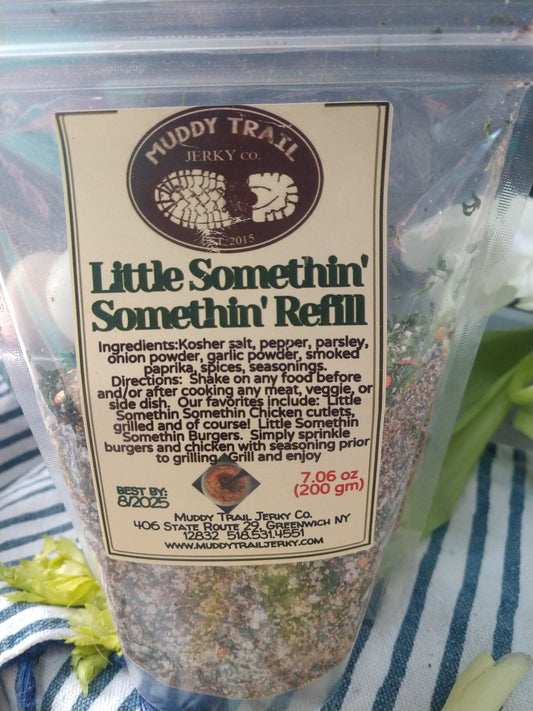 MUDDY TRAIL
JERKY CO.
EST. 2015
Little Somethin'
Somethin' Refill
Ingredients:Kosher salt, pepper, parsley,
onion powder, garlic powder, smoked
paprika, spices, seasonings.
Directions: Shake on any food before
and/or after cooking any meat, veggie, or
side dish. Our favorites include: Little
Somethin Somethin Chicken cutlets,
grilled and of course! Little Somethin
Somethin Burgers. Simply sprinkle
burgers and chicken with seasoning prior
to grilling. Grill and enjoy
BEST BY:
8/2025
7.06 oz
(200 gm)
Muddy Trail Jerky Co.
406 State Route 29, Greenwich NY
12832 518.531.4551
www.muddytrailjerky.com